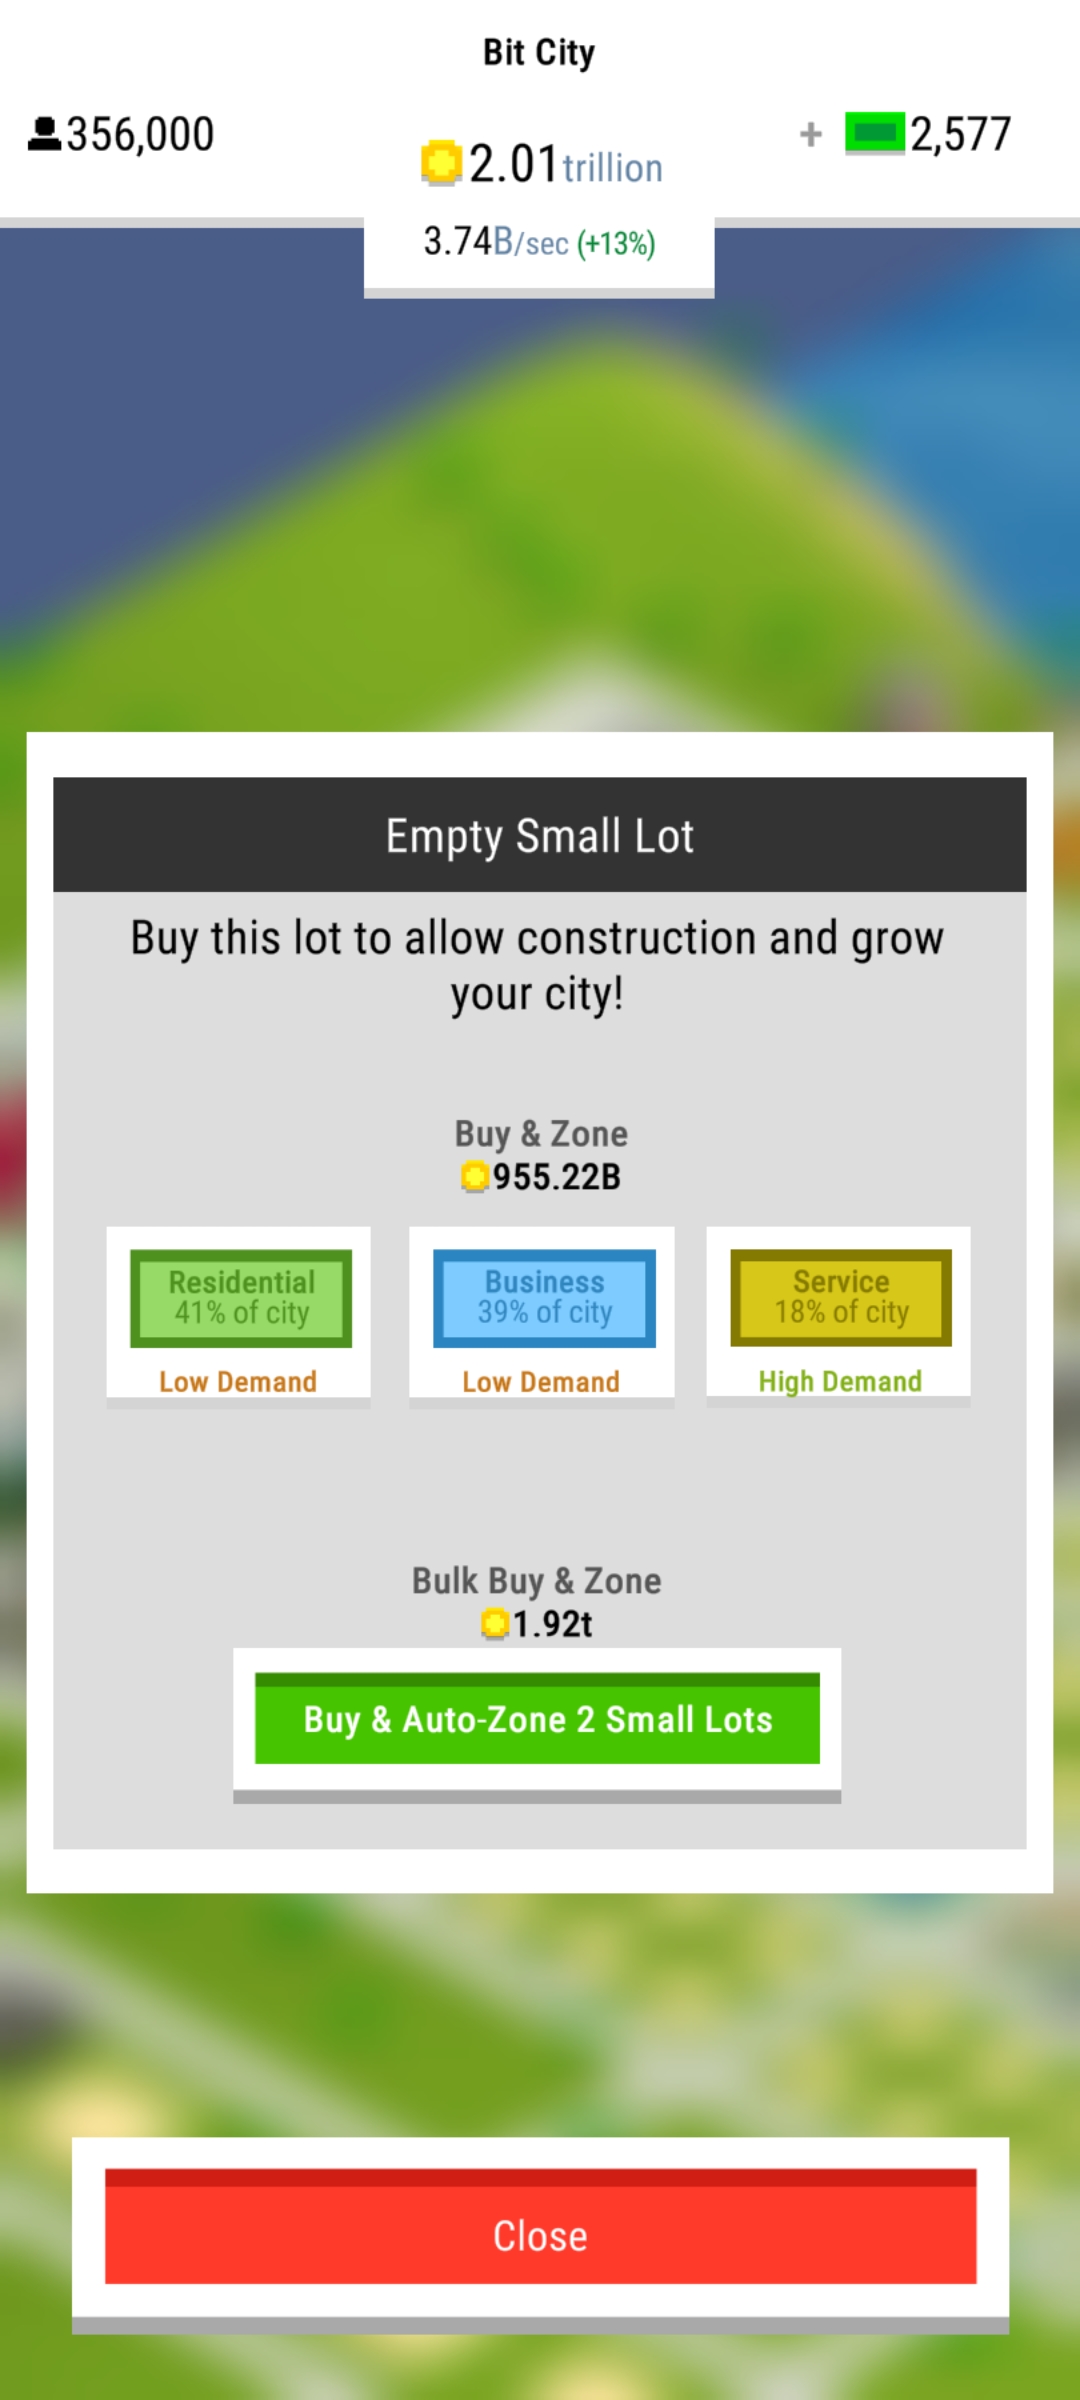 Bit City
356,000
2.01trillion
+ 2,577
3.74B/sec (+13%)
Empty Small Lot
Buy this lot to allow construction and grow
your city!
Buy & Zone
955.22B
Residential
41% of city
Low Demand
Business
39% of city
Low Demand
Service
18% of city
High Demand
Bulk Buy & Zone
1.92t
Buy & Auto-Zone 2 Small Lots
Close